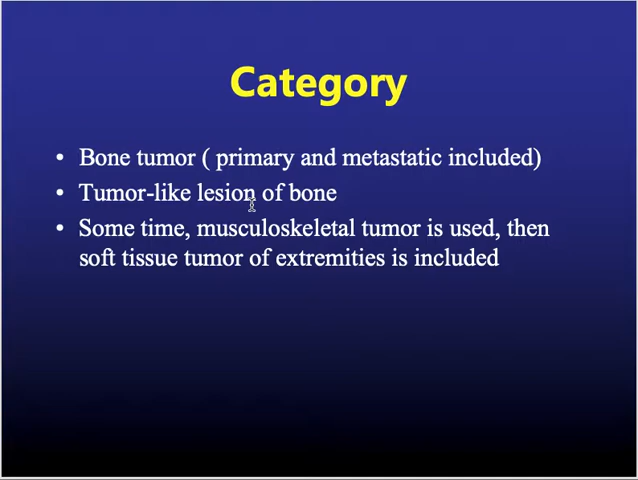 Category
• Bone tumor ( primary and metastatic included)
• Tumor-like lesion of bone
• Some time, musculoskeletal tumor is used, then
soft tissue tumor of extremities is included